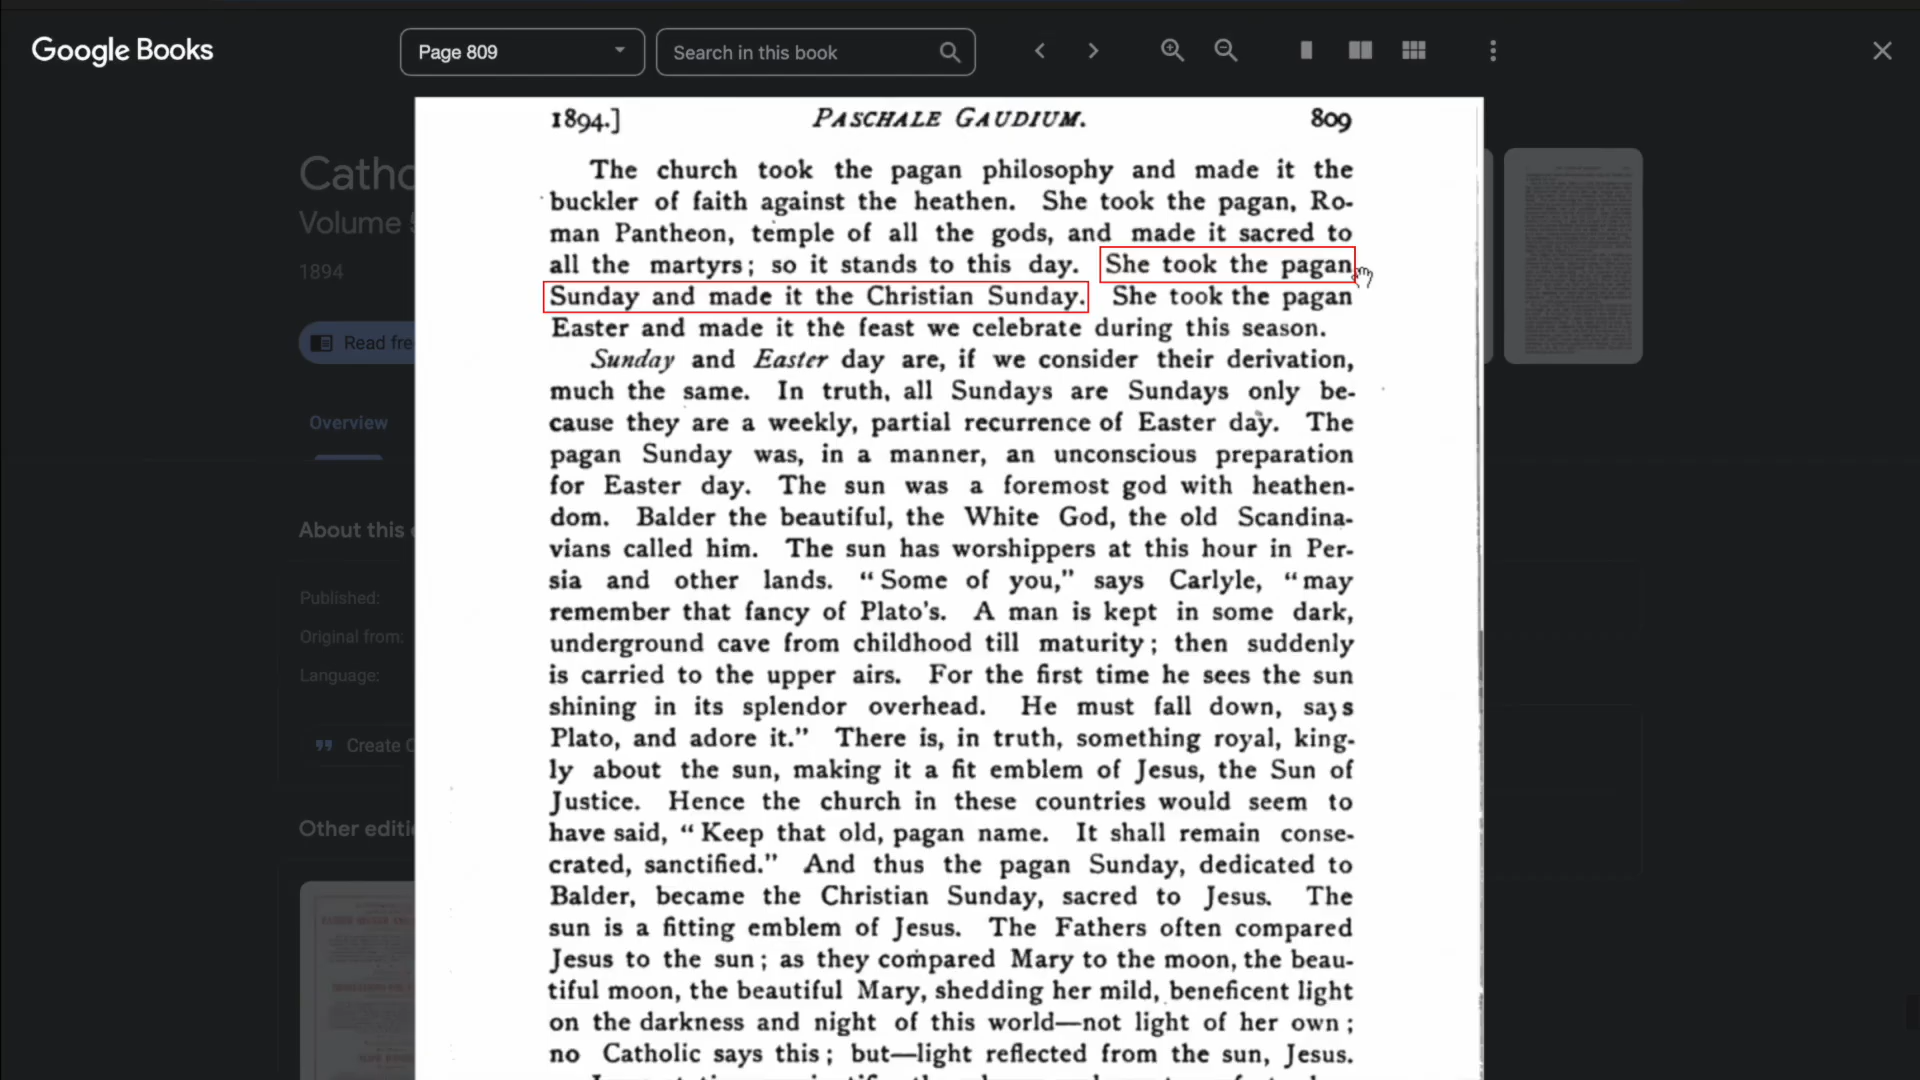 Google Books
Page 809
Search in this book
Catho
Volume
1894
Read fre
Overview
About this
Published:
Original from:
Language:
Create
Other editi
1894.] PASCHALE GAUDIUM. 809
The church took the pagan philosophy and made it the
buckler of faith against the heathen. She took the pagan, Ro-
man Pantheon, temple of all the gods, and made it sacred to
all the martyrs; so it stands to this day. She took the pagan
Sunday and made it the Christian Sunday. She took the pagan
Easter and made it the feast we celebrate during this season.
Sunday and Easter day are, if we consider their derivation,
much the same. In truth, all Sundays are Sundays only be-
cause they are a weekly, partial recurrence of Easter day. The
pagan Sunday was, in a manner, an unconscious preparation
for Easter day. The sun was a foremost god with heathen-
dom. Balder the beautiful, the White God, the old Scandina-
vians called him. The sun has worshippers at this hour in Per-
sia and other lands. "Some of you," says Carlyle, "may
remember that fancy of Plato's. A man is kept in some dark,
underground cave from childhood till maturity; then suddenly
is carried to the upper airs. For the first time he sees the sun
shining in its splendor overhead. He must fall down, says
Plato, and adore it." There is, in truth, something royal, king-
ly about the sun, making it a fit emblem of Jesus, the Sun of
Justice. Hence the church in these countries would seem to
have said, "Keep that old, pagan name. It shall remain conse-
crated, sanctified." And thus the pagan Sunday, dedicated to
Balder, became the Christian Sunday, sacred to Jesus. The
sun is a fitting emblem of Jesus. The Fathers often compared
Jesus to the sun; as they compared Mary to the moon, the beau-
tiful moon, the beautiful Mary, shedding her mild, beneficent light
on the darkness and night of this world—not light of her own;
no Catholic says this; but—light reflected from the sun, Jesus.